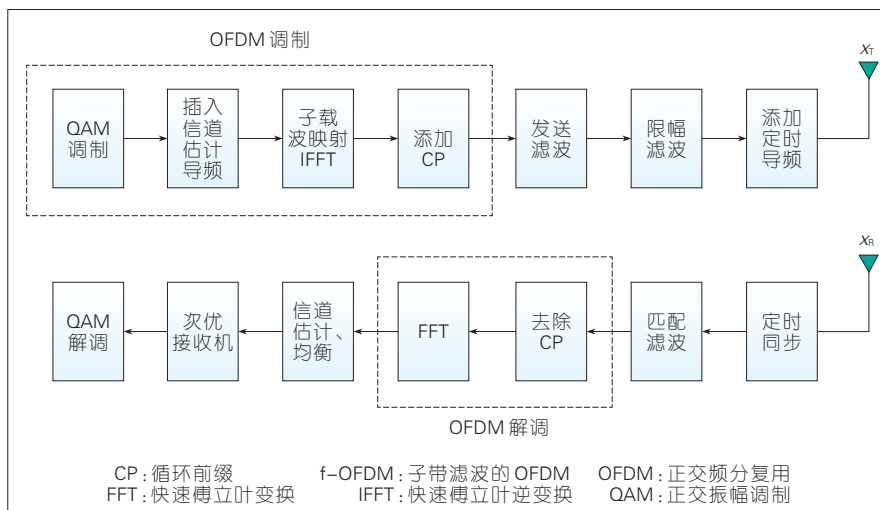 OFDM 调制
X_T
QAM
调制
插入
信道
估计
导频
子载
波映射
IFFT
添加
CP
发送
滤波
限幅
滤波
添加
定时
导频
X_R
QAM
解调
次优
接收机
信道
估计、
均衡
FFT
去除
CP
匹配
滤波
定时
同步
OFDM 解调
CP：循环前缀 f-OFDM：子带滤波的 OFDM OFDM：正交频分复用
FFT：快速傅立叶变换 IFFT：快速傅立叶逆变换 QAM：正交振幅调制